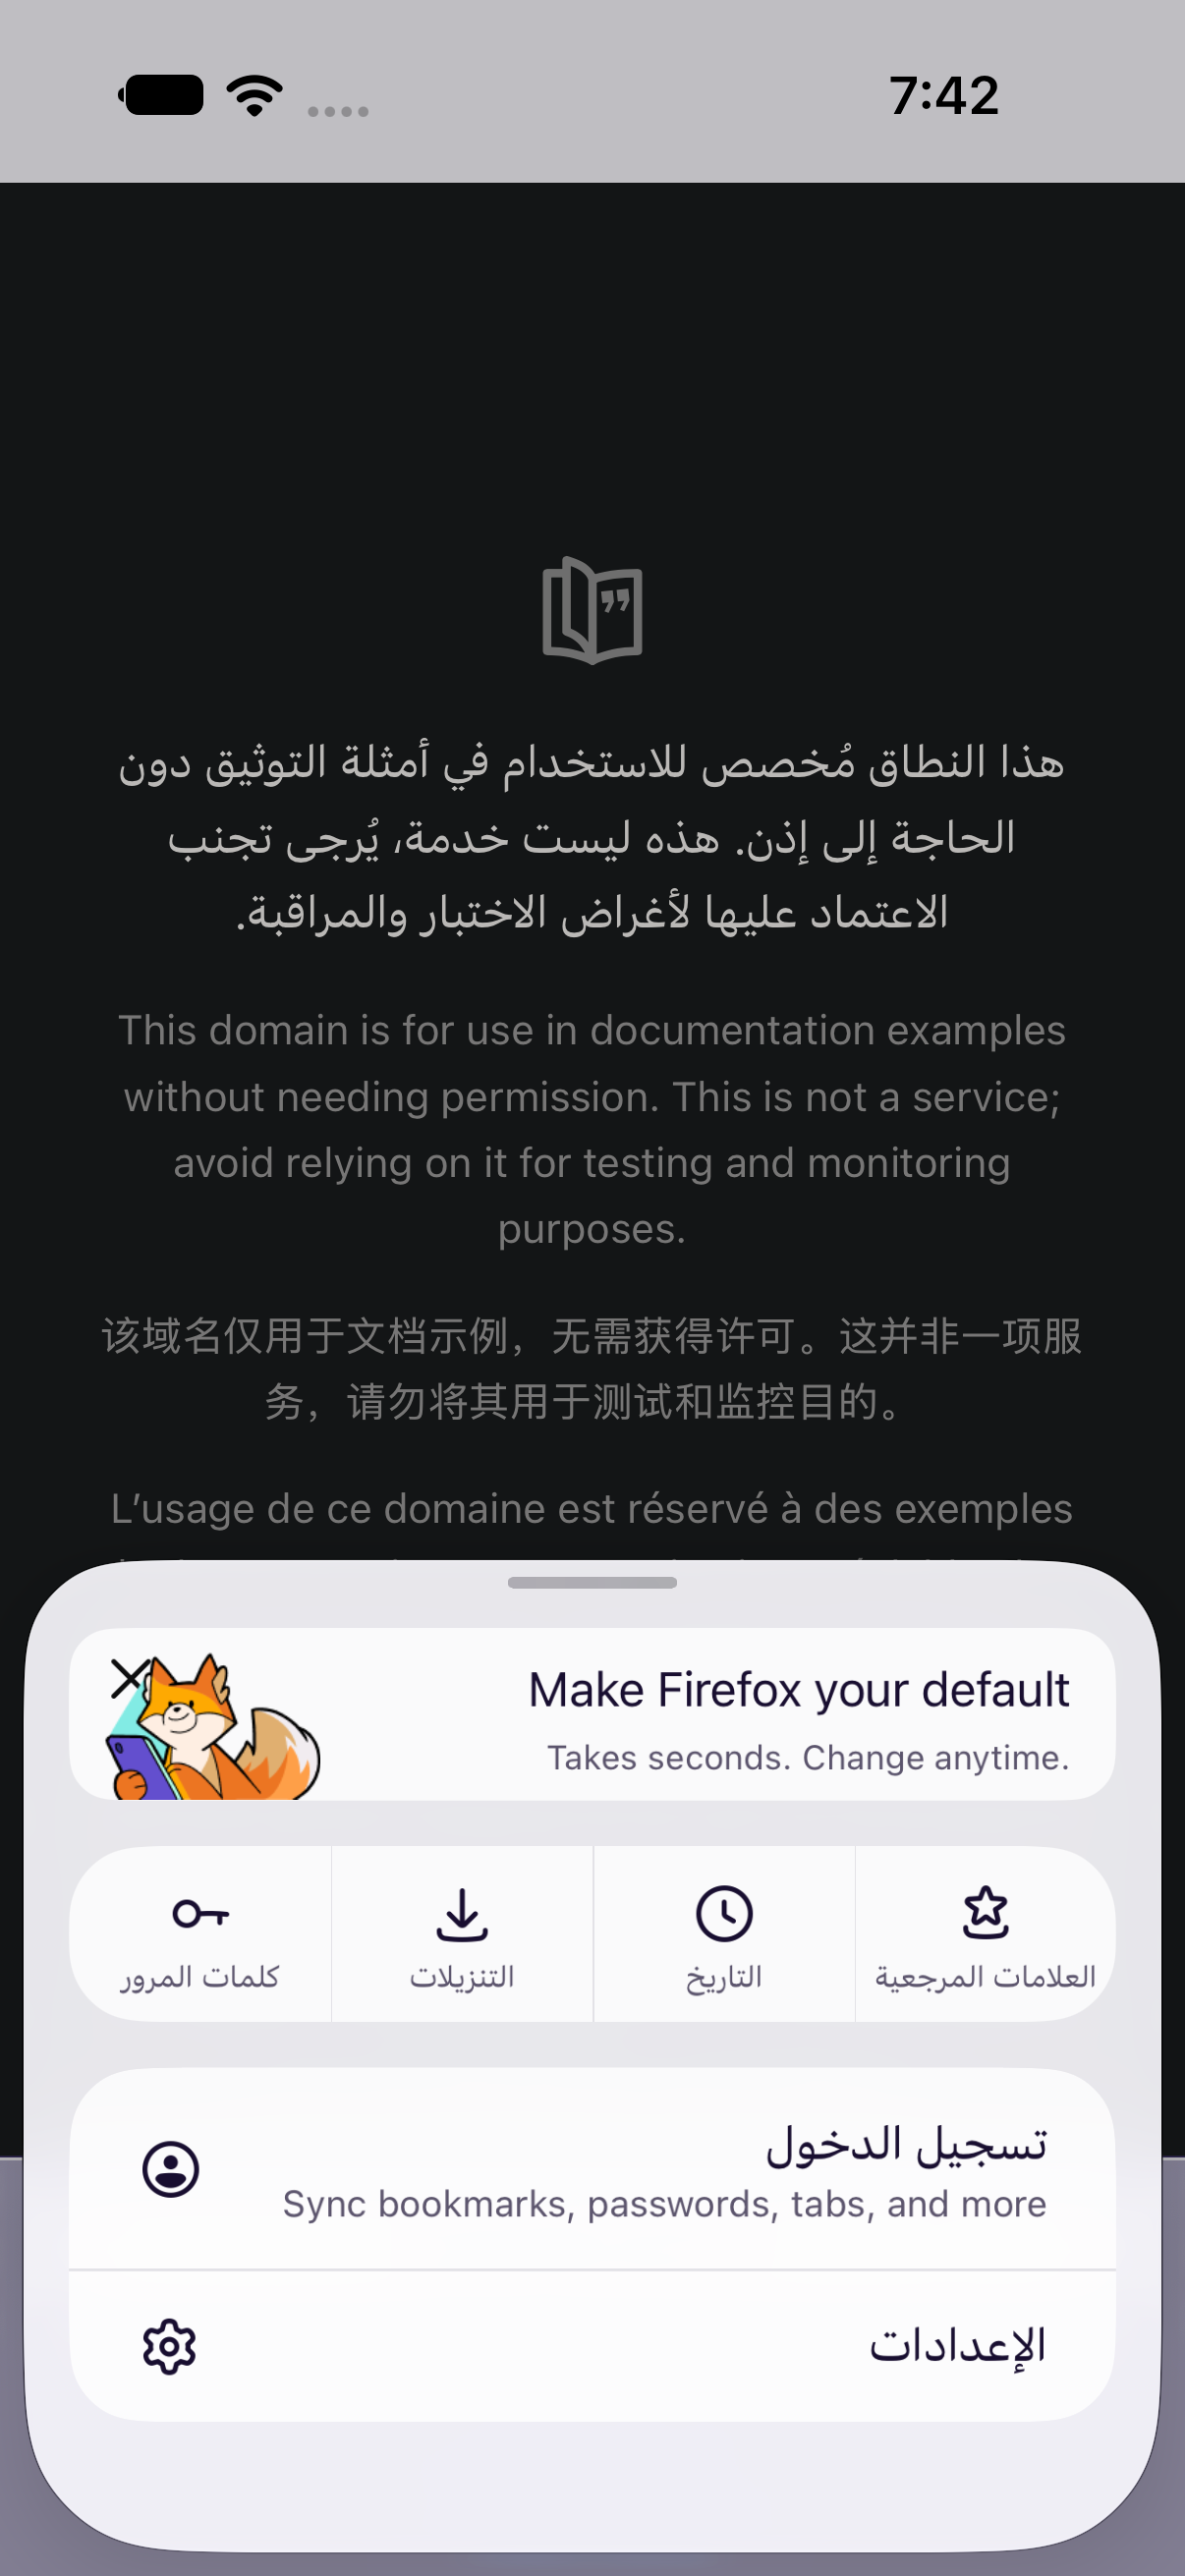 7:42
هذا النطاق مُخصص للاستخدام في أمثلة التوثيق دون
الحاجة إلى إذن. هذه ليست خدمة، يُرجى تجنب
الاعتماد عليها لأغراض الاختبار والمراقبة.
This domain is for use in documentation examples
without needing permission. This is not a service;
avoid relying on it for testing and monitoring
purposes.
该域名仅用于文档示例，无需获得许可。这并非一项服
务，请勿将其用于测试和监控目的。
L’usage de ce domaine est réservé à des exemples
Make Firefox your default
Takes seconds. Change anytime.
العلامات المرجعية
التاريخ
التنزيلات
كلمات المرور
تسجيل الدخول
Sync bookmarks, passwords, tabs, and more
الإعدادات